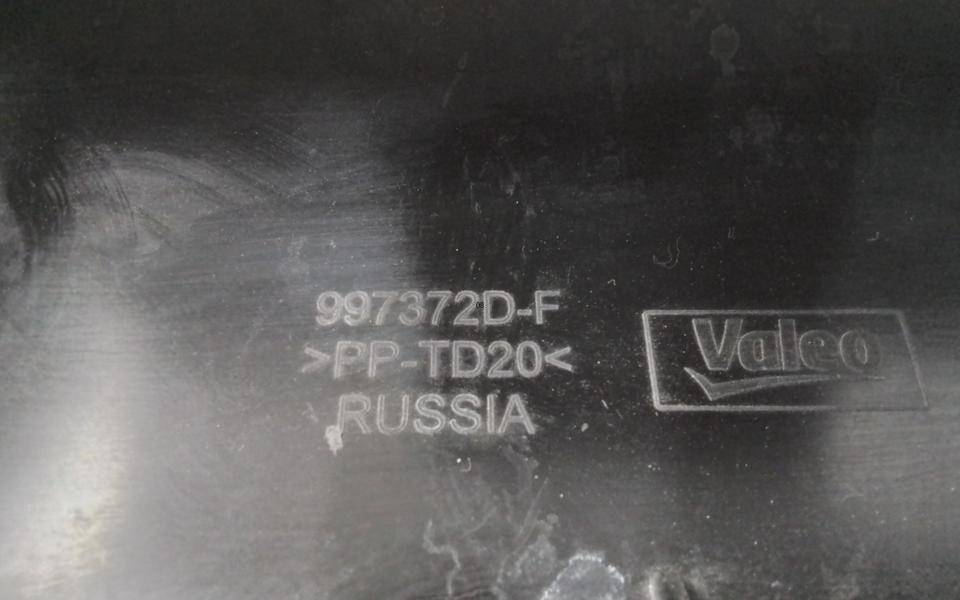 997372D-F
>PP-TD20<
RUSSIA
Valeo